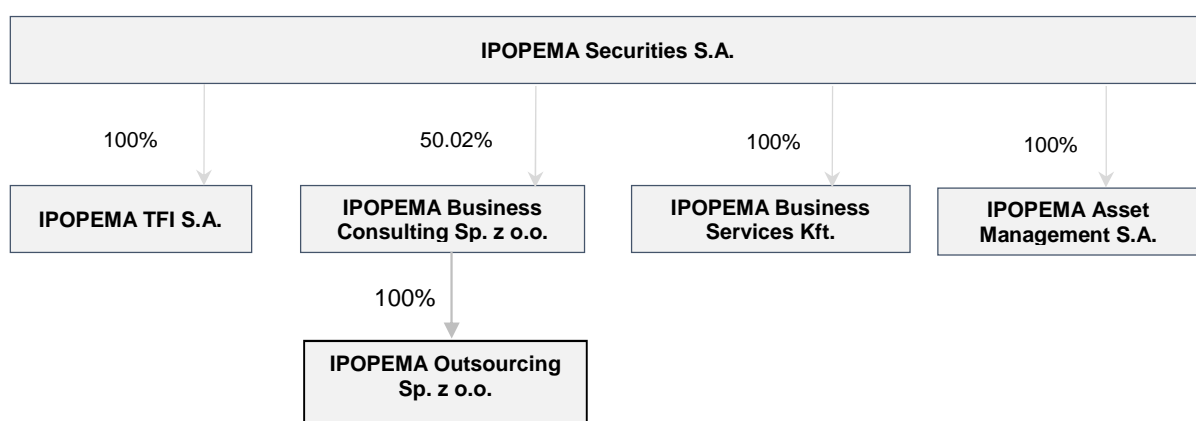 IPOPEMA Securities S.A.
100%
50.02%
100%
100%
IPOPEMA TFI S.A.
IPOPEMA Business
Consulting Sp. z o.o.
IPOPEMA Business
Services Kft.
IPOPEMA Asset
Management S.A.
100%
IPOPEMA Outsourcing
Sp. z o.o.